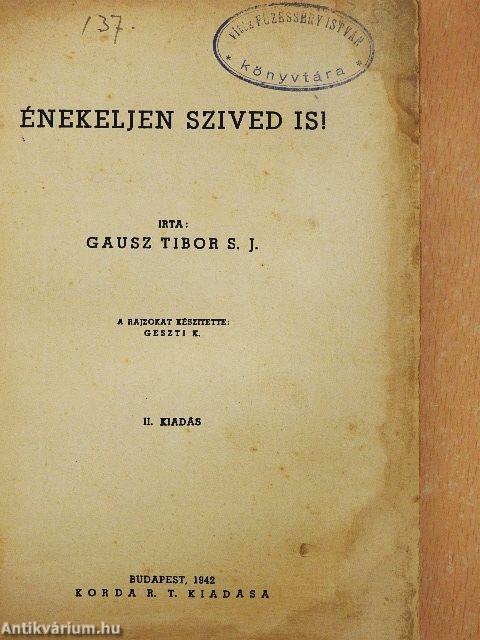 137.
vitéz FÜZESSÉRY ISTVÁN
* könyvtára *
ÉNEKELJEN SZIVED IS!
IRTA:
GAUSZ TIBOR S. J.
A RAJZOKAT KÉSZITETTE:
GESZTI K.
II. KIADÁS
BUDAPEST, 1942
KORDA R. T. KIADÁSA
Antikvárium.hu